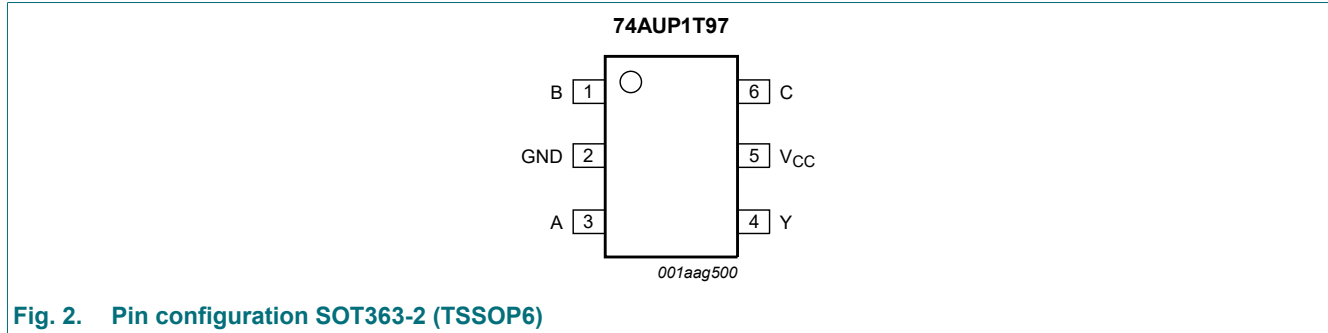 74AUP1T97
B 1 6 C
GND 2 5 VCC
A 3 4 Y
001aag500
Fig. 2. Pin configuration SOT363-2 (TSSOP6)